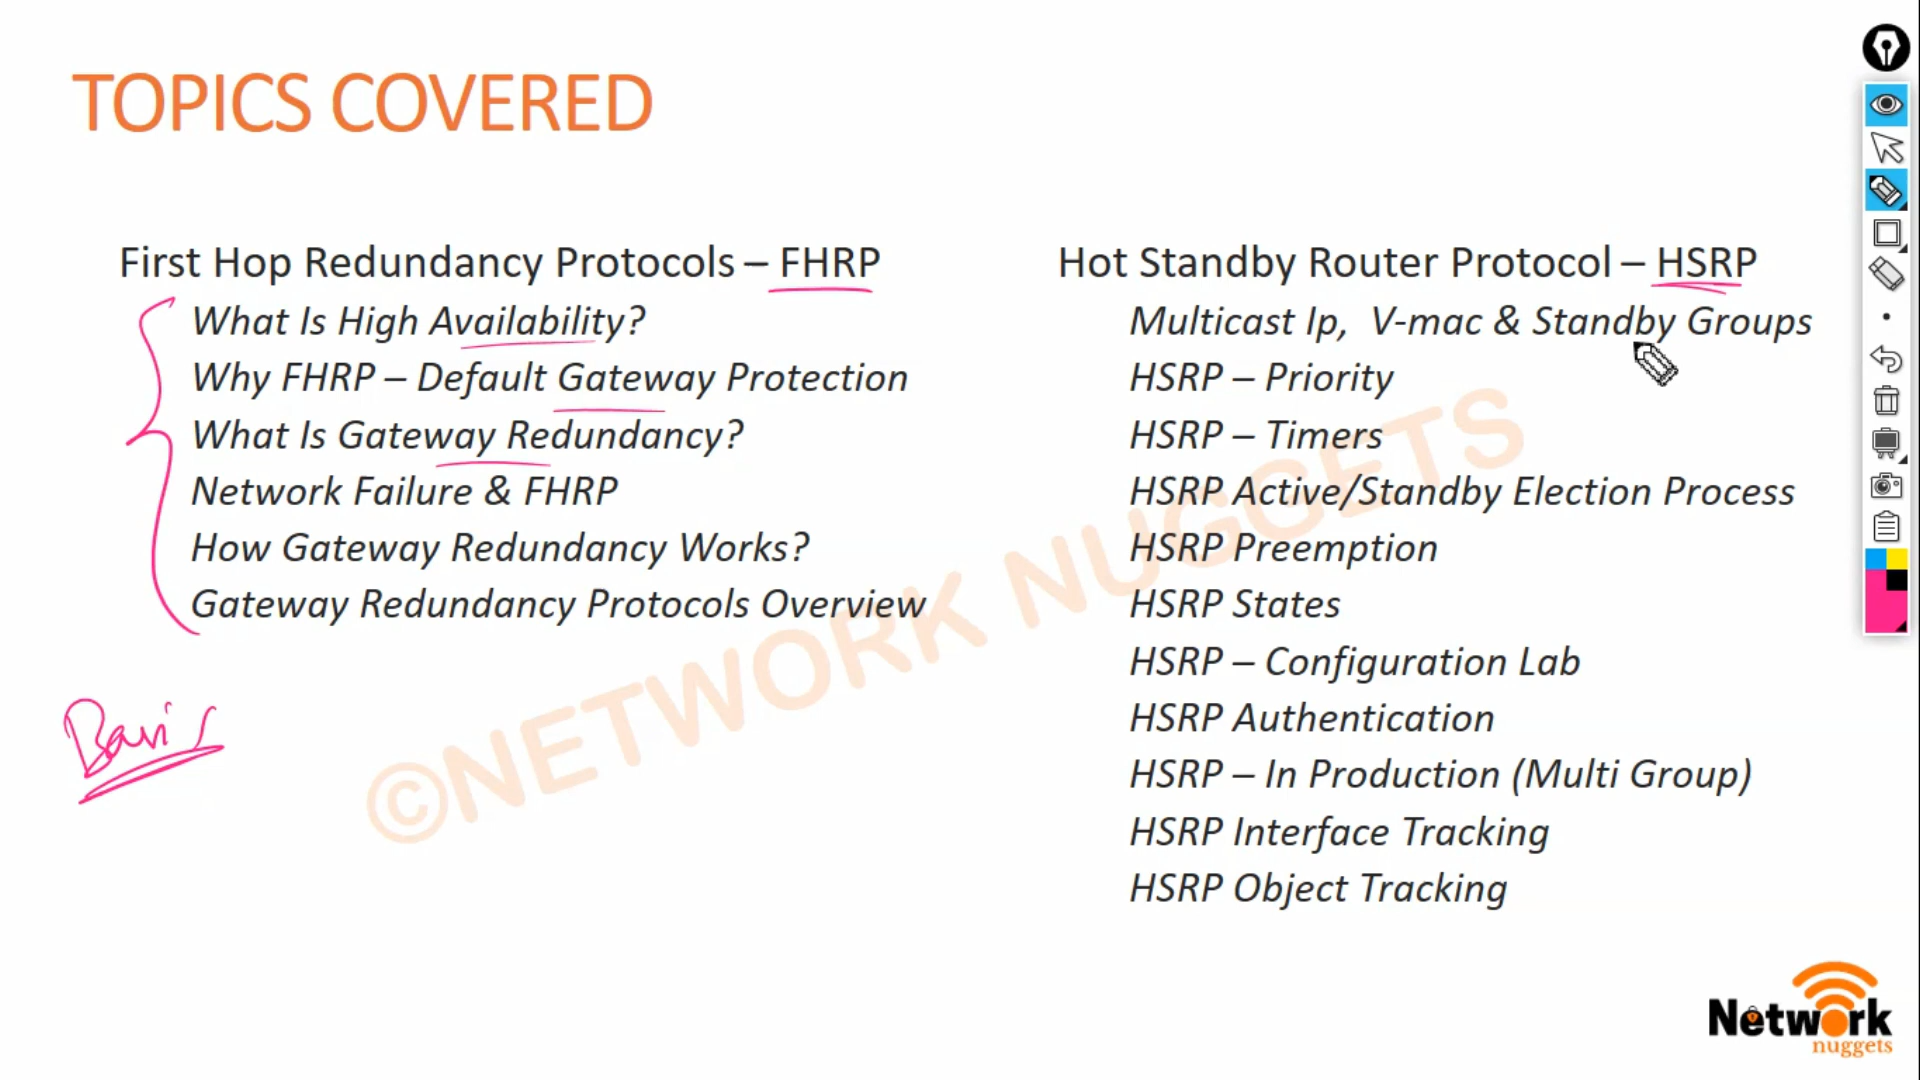 TOPICS COVERED
First Hop Redundancy Protocols – FHRP
What Is High Availability?
Why FHRP – Default Gateway Protection
What Is Gateway Redundancy?
Network Failure & FHRP
How Gateway Redundancy Works?
Gateway Redundancy Protocols Overview
Hot Standby Router Protocol – HSRP
Multicast Ip, V-mac & Standby Groups
HSRP – Priority
HSRP – Timers
HSRP Active/Standby Election Process
HSRP Preemption
HSRP States
HSRP – Configuration Lab
HSRP Authentication
HSRP – In Production (Multi Group)
HSRP Interface Tracking
HSRP Object Tracking
©NETWORK NUGGETS
Network
nuggets